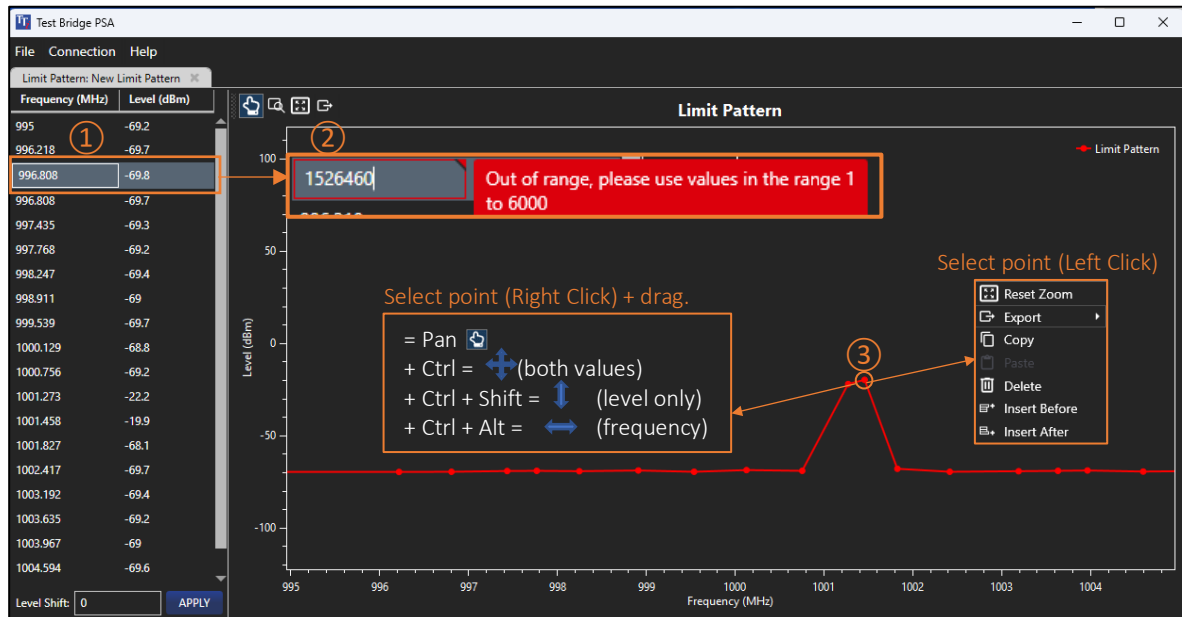 Test Bridge PSA
File Connection Help
Limit Pattern: New Limit Pattern
Frequency (MHz) Level (dBm)
995 -69.2
996.218 -69.7
996.808 -69.8
996.808 -69.7
997.435 -69.3
997.768 -69.2
998.247 -69.4
998.911 -69
999.539 -69.7
1000.129 -68.8
1000.756 -69.2
1001.273 -22.2
1001.458 -19.9
1001.827 -68.1
1002.417 -69.7
1003.192 -69.4
1003.635 -69.2
1003.967 -69
1004.594 -69.6
Level Shift: 0 APPLY
1
Limit Pattern
Limit Pattern
2
1526460
Out of range, please use values in the range 1
to 6000
Select point (Right Click) + drag.
= Pan
+ Ctrl = (both values)
+ Ctrl + Shift = (level only)
+ Ctrl + Alt = (frequency)
3
Select point (Left Click)
Reset Zoom
Export
Copy
Paste
Delete
Insert Before
Insert After
Level (dBm)
100
50
0
-50
-100
995 996 997 998 999 1000 1001 1002 1003 1004
Frequency (MHz)